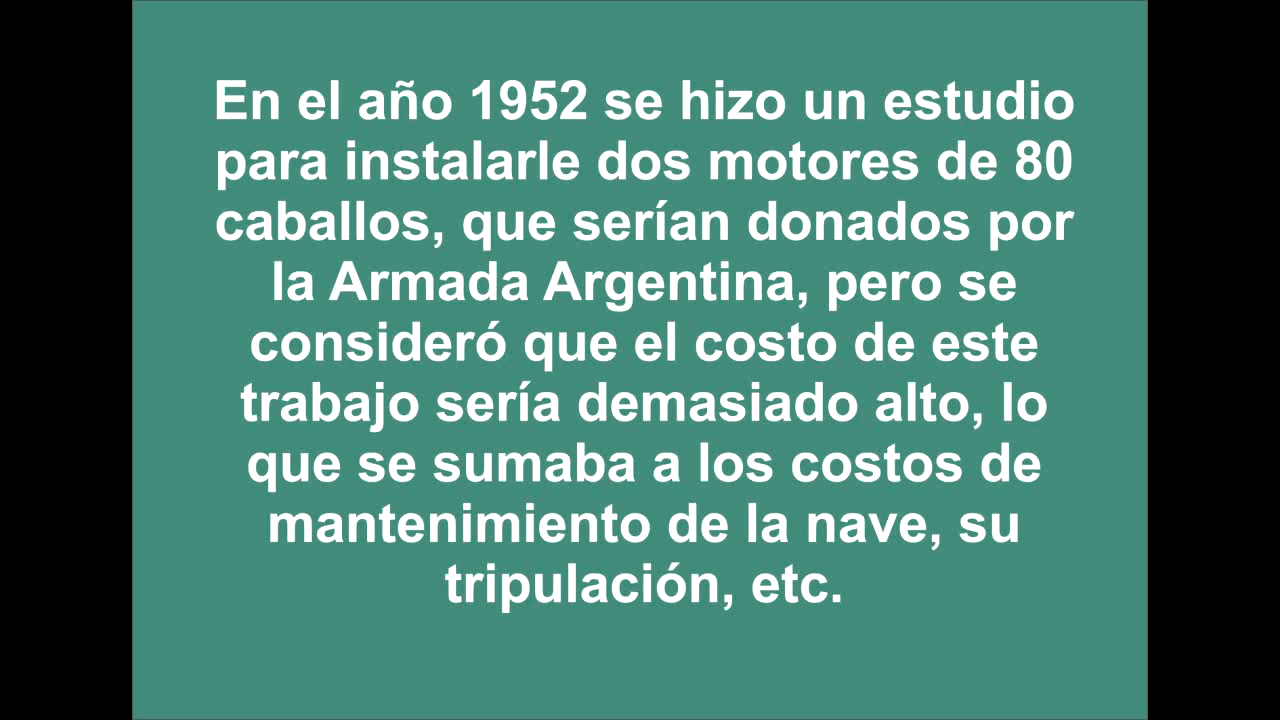 En el año 1952 se hizo un estudio
para instalarle dos motores de 80
caballos, que serían donados por
la Armada Argentina, pero se
consideró que el costo de este
trabajo sería demasiado alto, lo
que se sumaba a los costos de
mantenimiento de la nave, su
tripulación, etc.